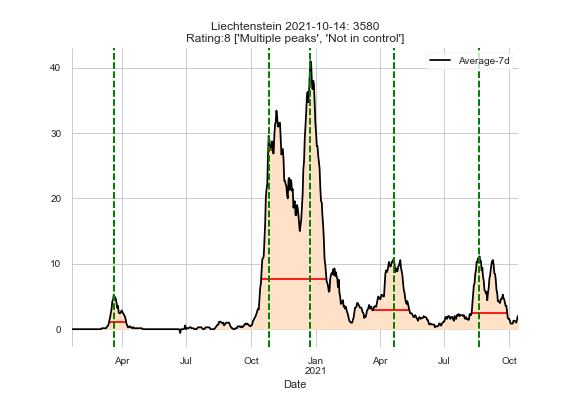 Liechtenstein 2021-10-14: 3580
Rating:8 ['Multiple peaks', 'Not in control']
Average-7d
40
30
20
10
0
Apr Jul Oct Jan Apr Jul Oct
2021
Date